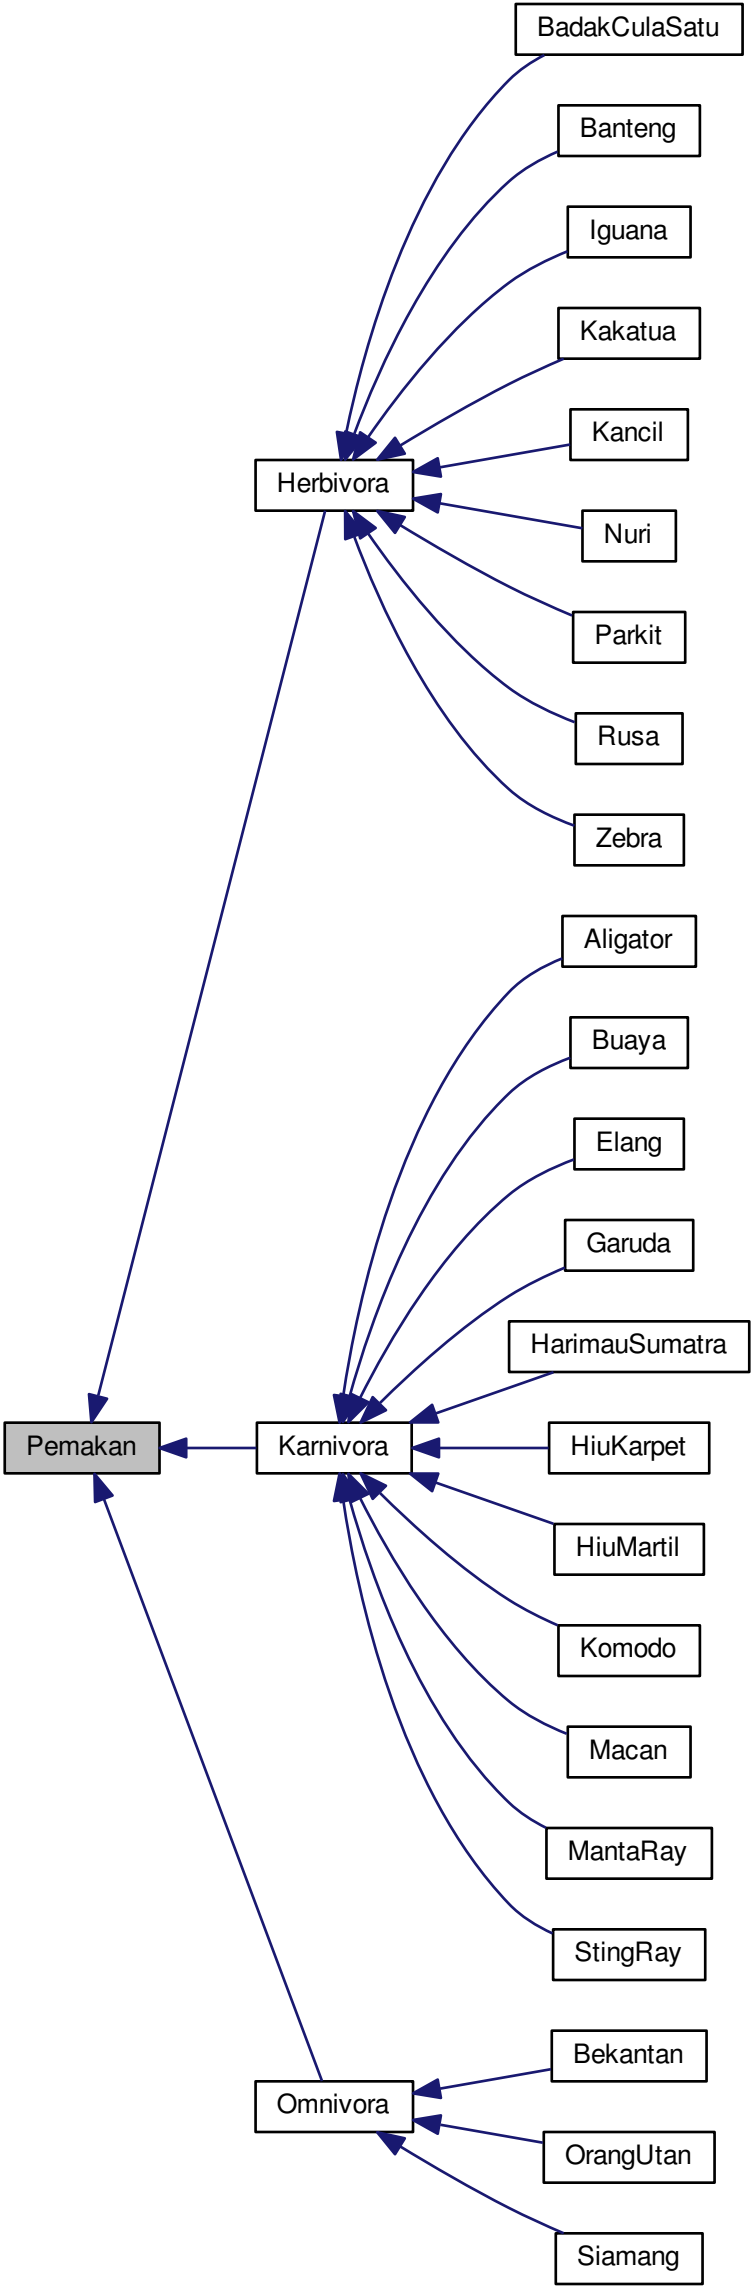 BadakCulaSatu
Banteng
Iguana
Kakatua
Kancil
Herbivora
Nuri
Parkit
Rusa
Zebra
Aligator
Buaya
Elang
Garuda
HarimauSumatra
Pemakan
Karnivora
HiuKarpet
HiuMartil
Komodo
Macan
MantaRay
StingRay
Bekantan
Omnivora
OrangUtan
Siamang